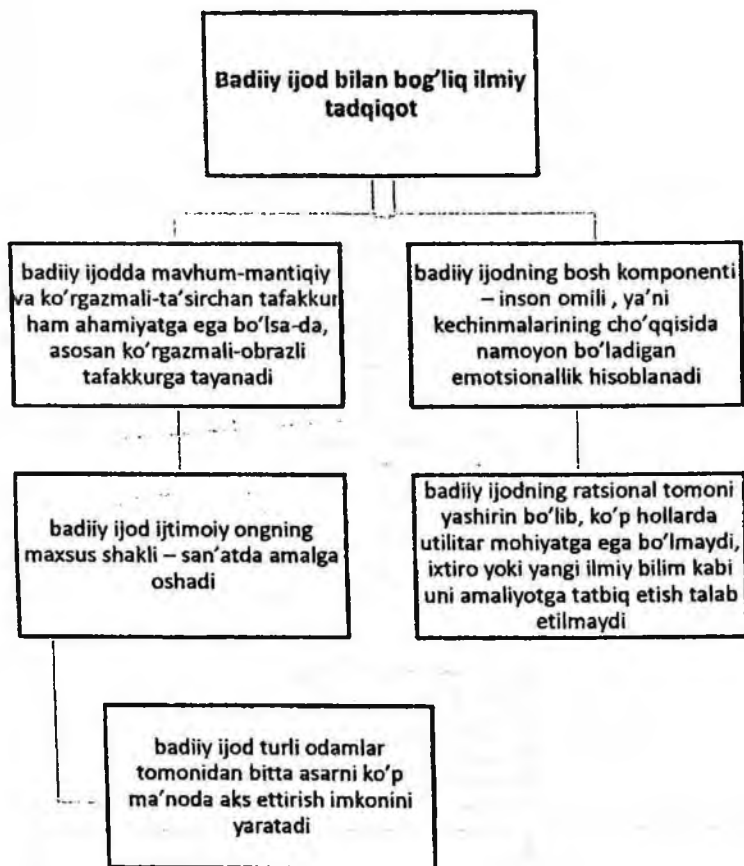 Badiiy ijod bilan bog'liq ilmiy
tadqiqot
badiiy ijodda mavhum-mantiqiy
va ko'rgazmali-ta'sirchan tafakkur
ham ahamiyatga ega bo'lsa-da,
asosan ko'rgazmali-obrazli
tafakkurga tayanadi
badiiy ijodning bosh komponenti
– inson omili , ya'ni
kechinmalarining cho'qqisida
namoyon bo'ladigan
emotsionallik hisoblanadi
badiiy ijod ijtimoiy ongning
maxsus shakli – san'atda amalga
oshadi
badiiy ijodning ratsional tomoni
yashirin bo'lib, ko'p hollarda
utilitar mohiyatga ega bo'lmaydi,
ixtiro yoki yangi ilmiy bilim kabi
uni amaliyotga tatbiq etish talab
etilmaydi
badiiy ijod turli odamlar
tomonidan bitta asarni ko'p
ma'noda aks ettirish imkonini
yaratadi